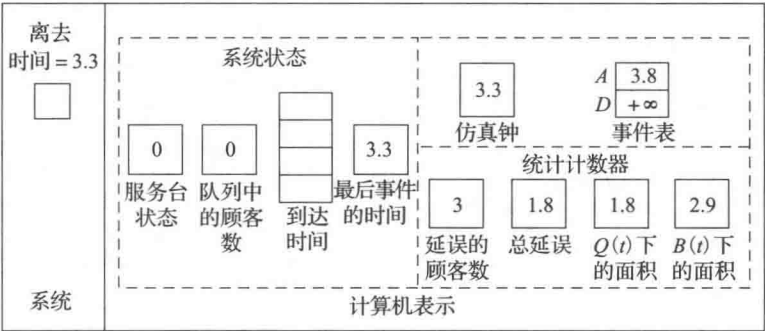 离去
时间=3.3
系统
系统状态
0
服务台
状态
0
队列中
的顾客
数
到达
时间
3.3
最后事件
的时间
3.3
仿真钟
A 3.8
D +∞
事件表
统计计数器
3
延误的
顾客数
1.8
总延误
1.8
Q(t)下
的面积
2.9
B(t)下
的面积
计算机表示